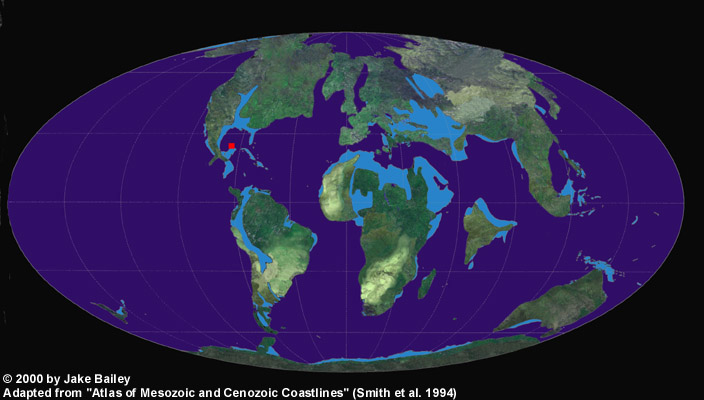 © 2000 by Jake Bailey
Adapted from "Atlas of Mesozoic and Cenozoic Coastlines" (Smith et al. 1994)